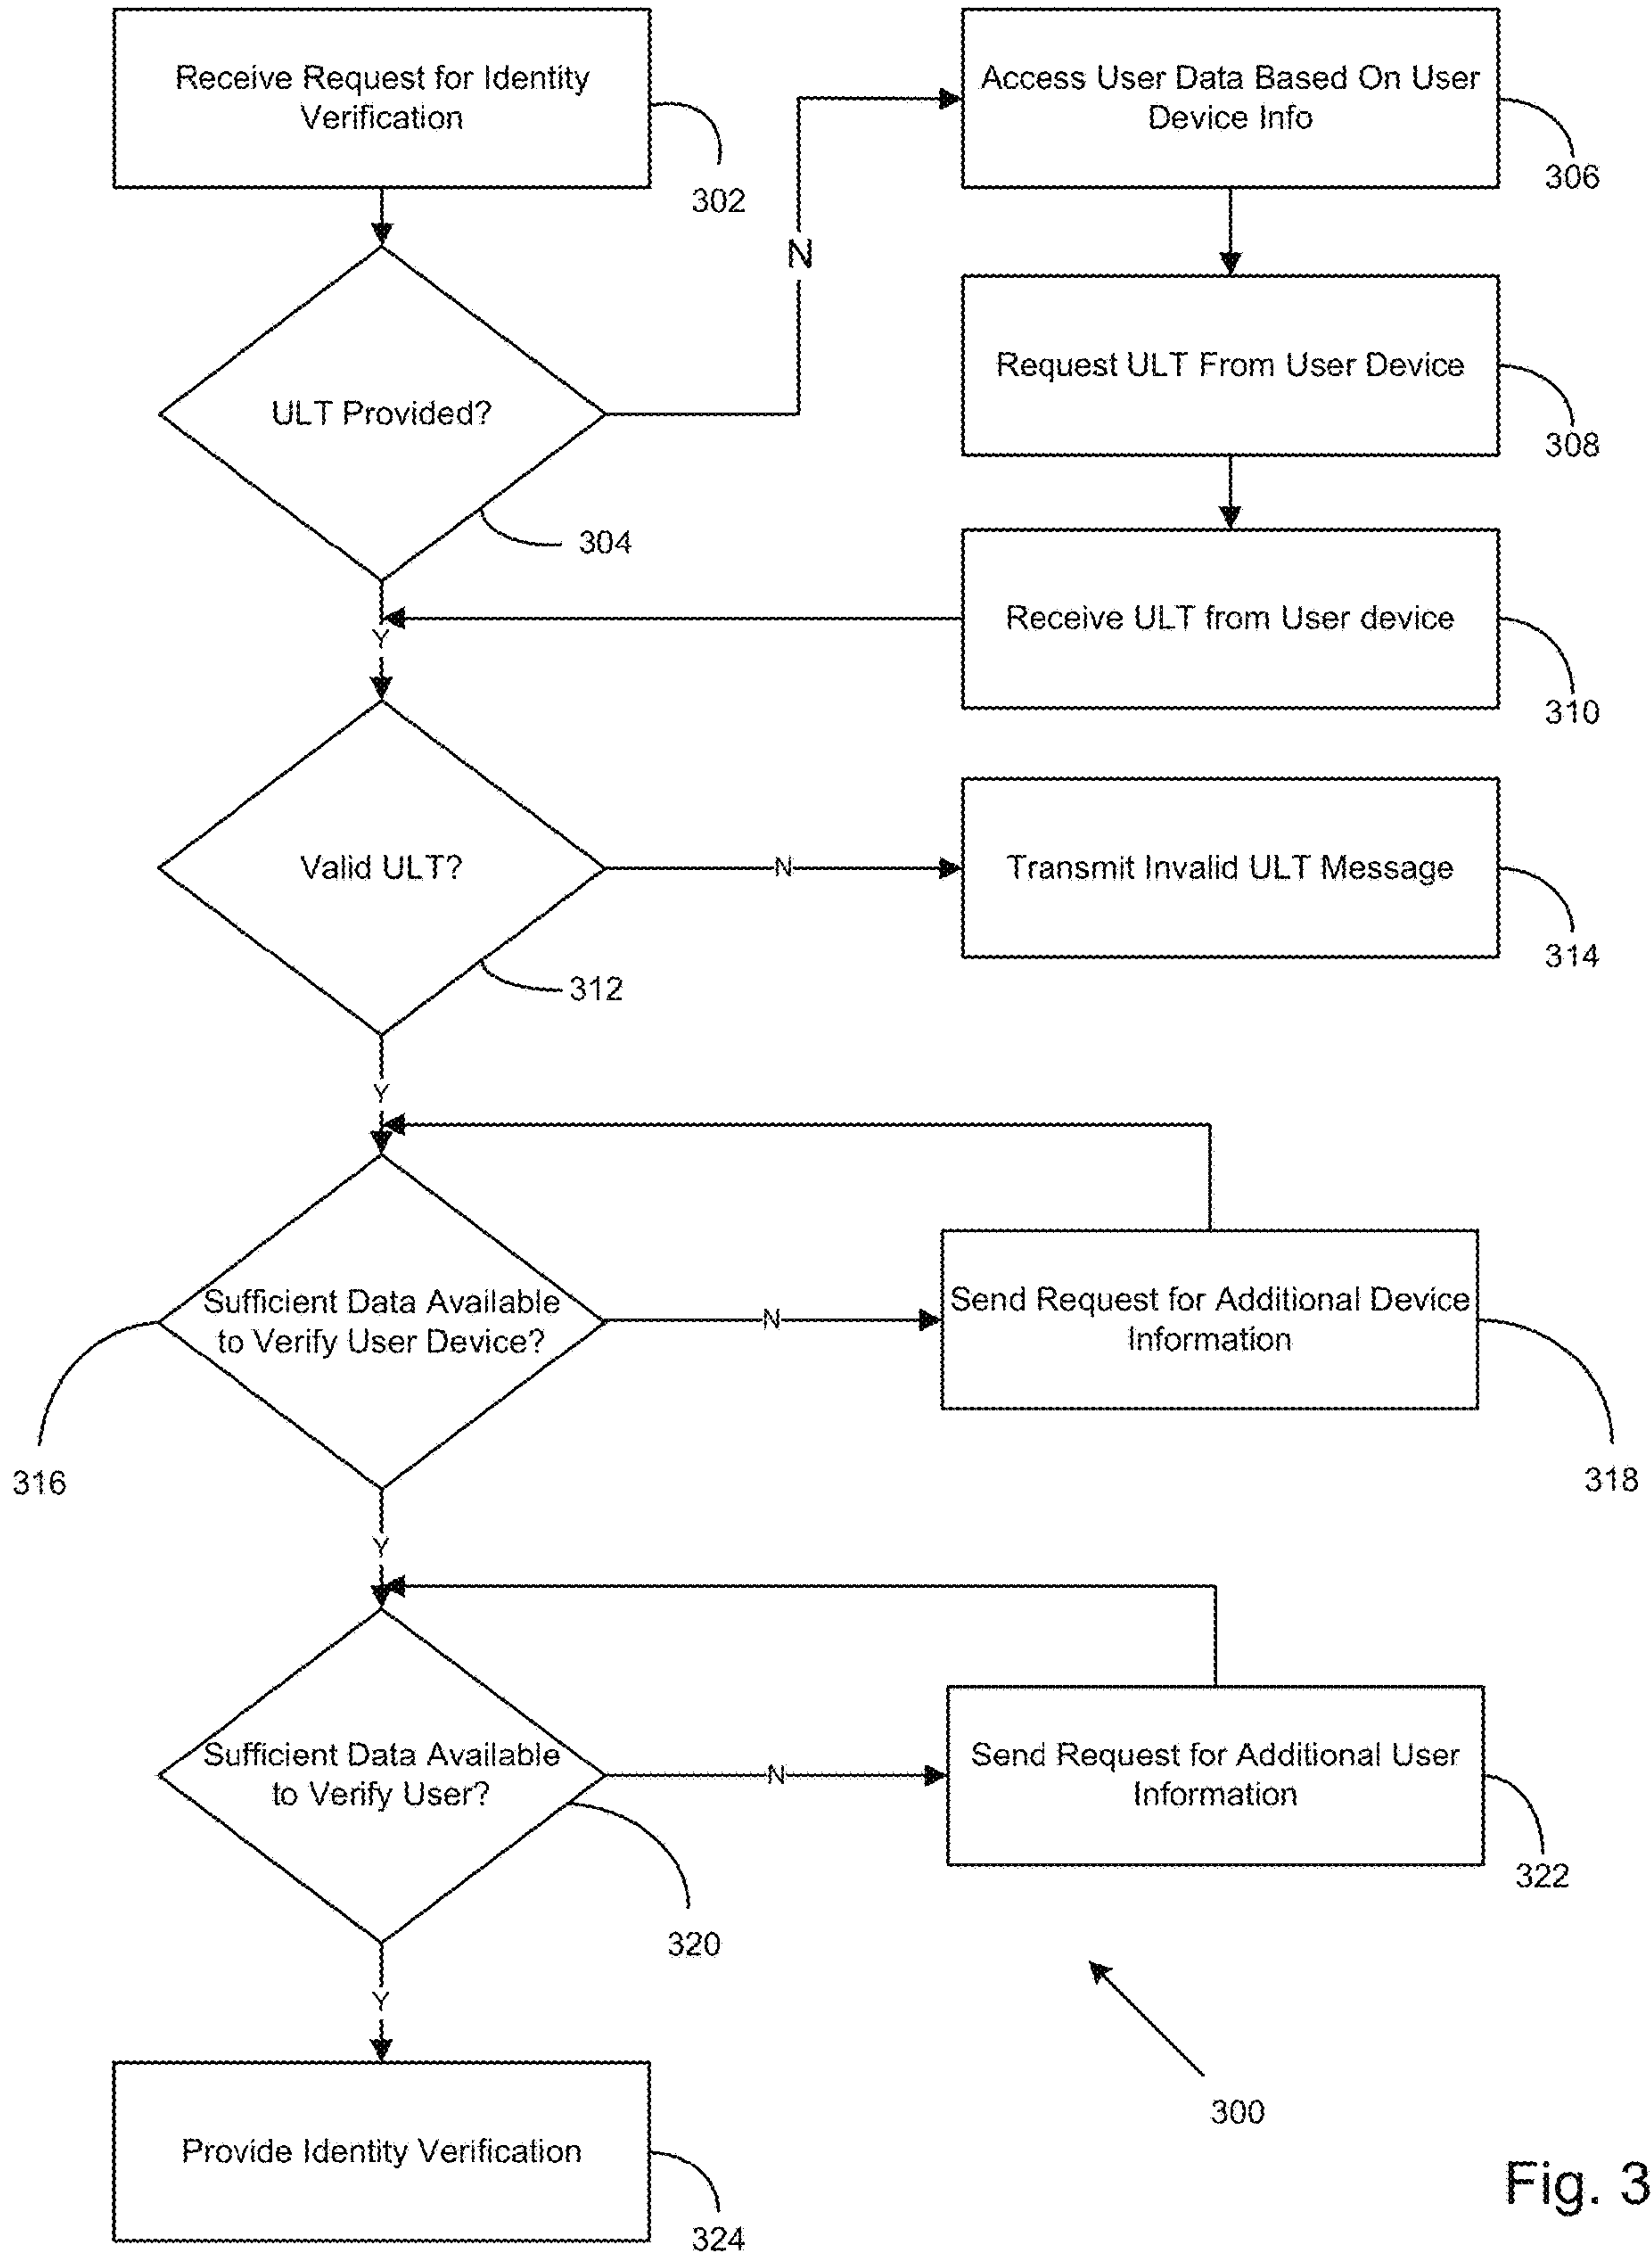 Receive Request for Identity
Verification
302
Access User Data Based On User
Device Info
306
N
ULT Provided?
304
Request ULT From User Device
308
Y
Receive ULT from User device
310
Valid ULT?
312
N
Transmit Invalid ULT Message
314
Y
Sufficient Data Available
to Verify User Device?
316
N
Send Request for Additional Device
Information
318
Y
Sufficient Data Available
to Verify User?
320
N
Send Request for Additional User
Information
322
Y
300
Provide Identity Verification
324
Fig. 3